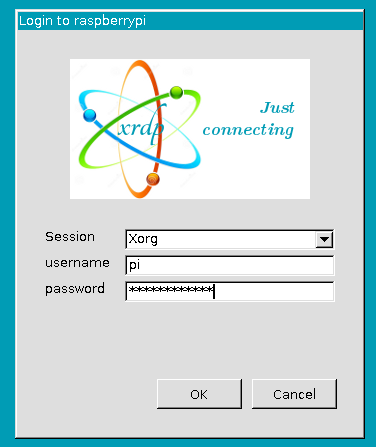 Login to raspberrypi
xrdp
Just
connecting
Session Xorg
username pi
password ************
OK Cancel